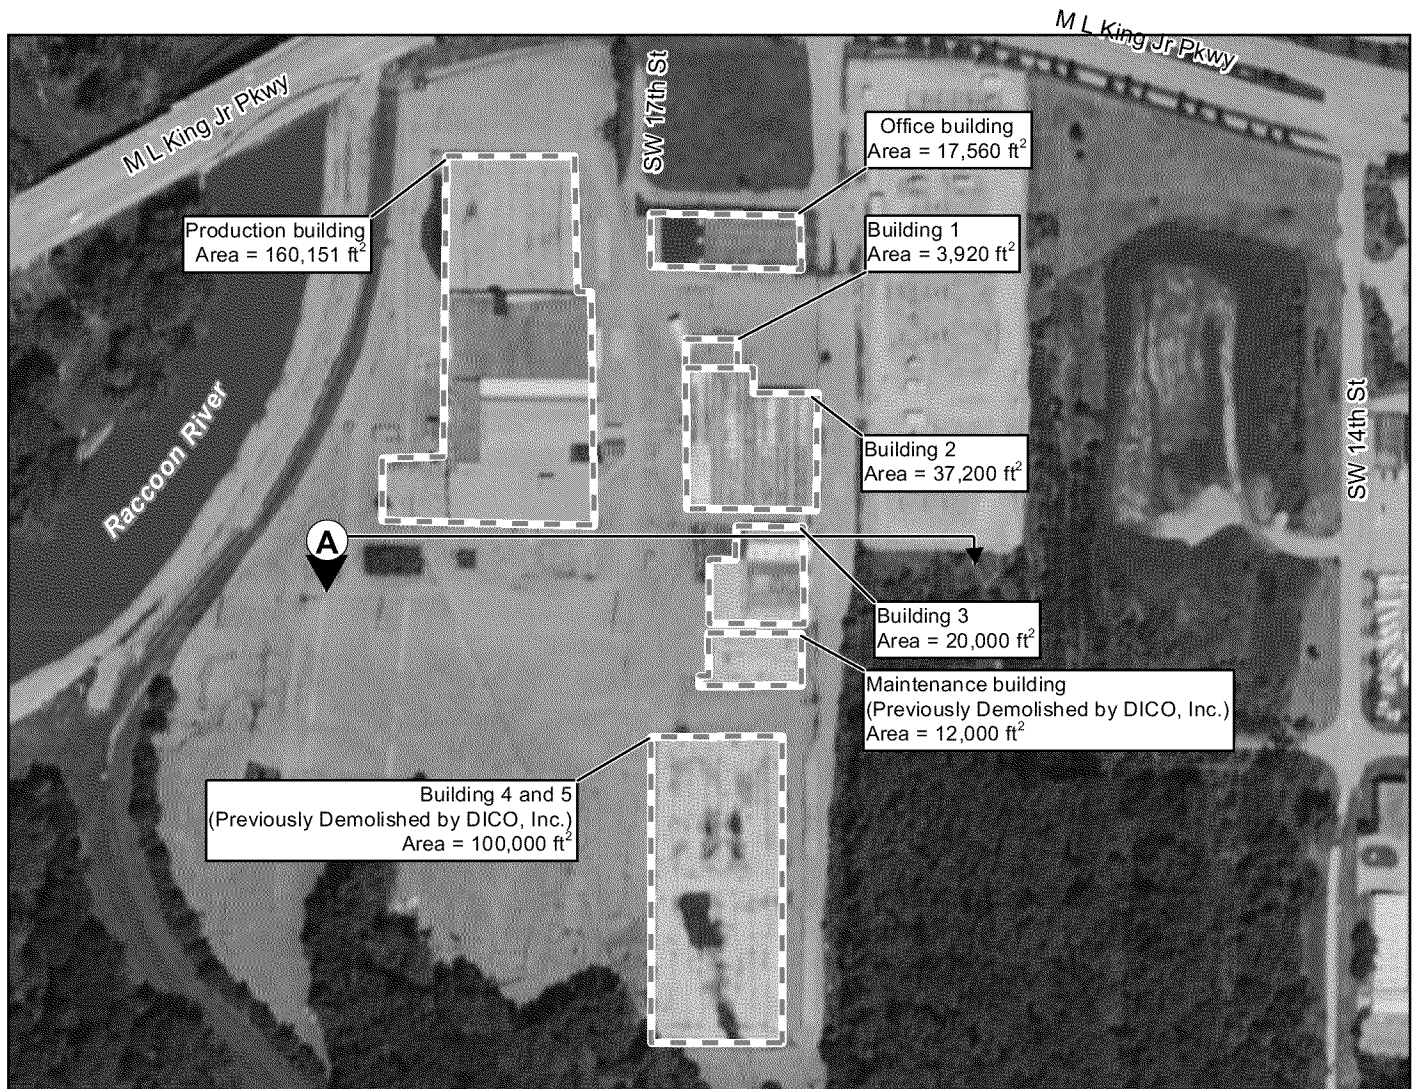 M L King Jr Pkwy
M L King Jr Pkwy
SW 17th St
Office building
Area = 17,560 ft²
Production building
Area = 160,151 ft²
Building 1
Area = 3,920 ft²
Raccoon River
SW 14th St
Building 2
Area = 37,200 ft²
A
Building 3
Area = 20,000 ft²
Maintenance building
(Previously Demolished by DICO, Inc.)
Area = 12,000 ft²
Building 4 and 5
(Previously Demolished by DICO, Inc.)
Area = 100,000 ft²